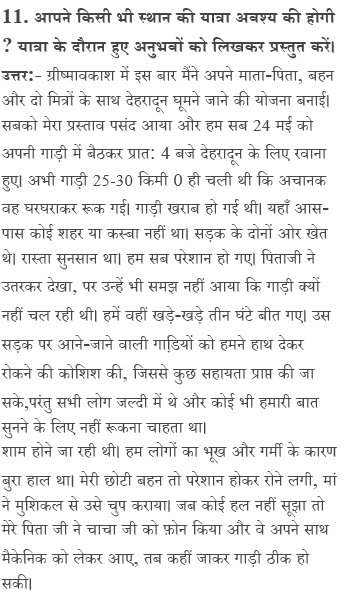 11. आपने किसी भी स्थान की यात्रा अवश्य की होगी
? यात्रा के दौरान हुए अनुभवों को लिखकर प्रस्तुत करें।
उत्तर:- ग्रीष्मावकाश में इस बार मैंने अपने माता-पिता, बहन
और दो मित्रों के साथ देहरादून घूमने जाने की योजना बनाई।
सबको मेरा प्रस्ताव पसंद आया और हम सब 24 मई को
अपनी गाड़ी में बैठकर प्रात: 4 बजे देहरादून के लिए रवाना
हुए। अभी गाड़ी 25-30 किमी 0 ही चली थी कि अचानक
वह घरघराकर रूक गई। गाड़ी खराब हो गई थी। यहाँ आस-
पास कोई शहर या कस्बा नहीं था। सड़क के दोनों ओर खेत
थे। रास्ता सुनसान था। हम सब परेशान हो गए। पिताजी ने
उतरकर देखा, पर उन्हें भी समझ नहीं आया कि गाड़ी क्यों
नहीं चल रही थी। हमें वहीं खड़े-खड़े तीन घंटे बीत गए। उस
सड़क पर आने-जाने वाली गाडि़यों को हमने हाथ देकर
रोकने की कोशिश की, जिससे कुछ सहायता प्राप्त की जा
सके,परंतु सभी लोग जल्दी में थे और कोई भी हमारी बात
सुनने के लिए नहीं रूकना चाहता था।
शाम होने जा रही थी। हम लोगों का भूख और गर्मी के कारण
बुरा हाल था। मेरी छोटी बहन तो परेशान होकर रोने लगी, मां
ने मुशिकल से उसे चुप कराया। जब कोई हल नहीं सूझा तो
मेरे पिता जी ने चाचा जी को फ़ोन किया और वे अपने साथ
मैकेनिक को लेकर आए, तब कहीं जाकर गाड़ी ठीक हो
सकी।